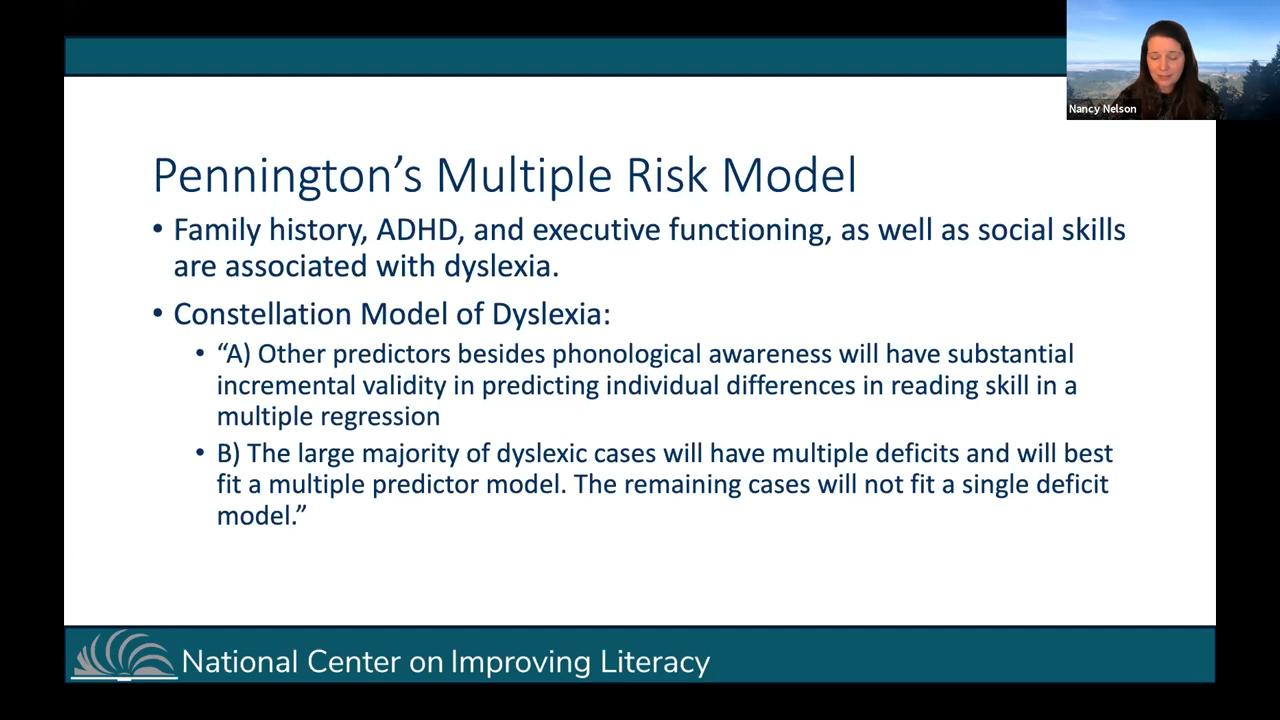 Nancy Nelson
Pennington’s Multiple Risk Model
• Family history, ADHD, and executive functioning, as well as social skills
are associated with dyslexia.
• Constellation Model of Dyslexia:
• “A) Other predictors besides phonological awareness will have substantial
incremental validity in predicting individual differences in reading skill in a
multiple regression
• B) The large majority of dyslexic cases will have multiple deficits and will best
fit a multiple predictor model. The remaining cases will not fit a single deficit
model.”
National Center on Improving Literacy